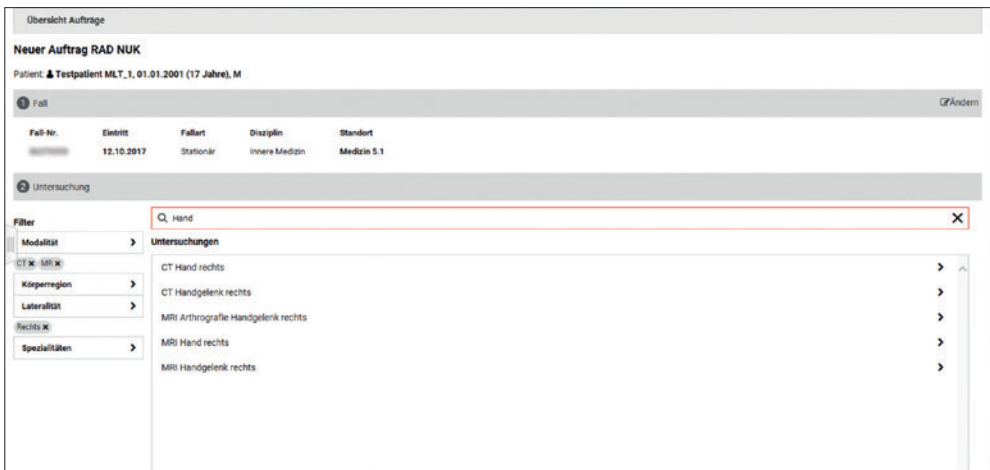 Übersicht Aufträge
Neuer Auftrag RAD NUK
Patient: Testpatient MLT_1, 01.01.2001 (17 Jahre), M
1 Fall Ändern
Fall-Nr. Eintritt Fallart Disziplin Standort
12.10.2017 Stationär Innere Medizin Medizin 5.1
2 Untersuchung
Filter
Modalität
CT MR
Körperregion
Lateralität
Rechts
Spezialitäten
Hand
Untersuchungen
CT Hand rechts
CT Handgelenk rechts
MRI Arthrografie Handgelenk rechts
MRI Hand rechts
MRI Handgelenk rechts